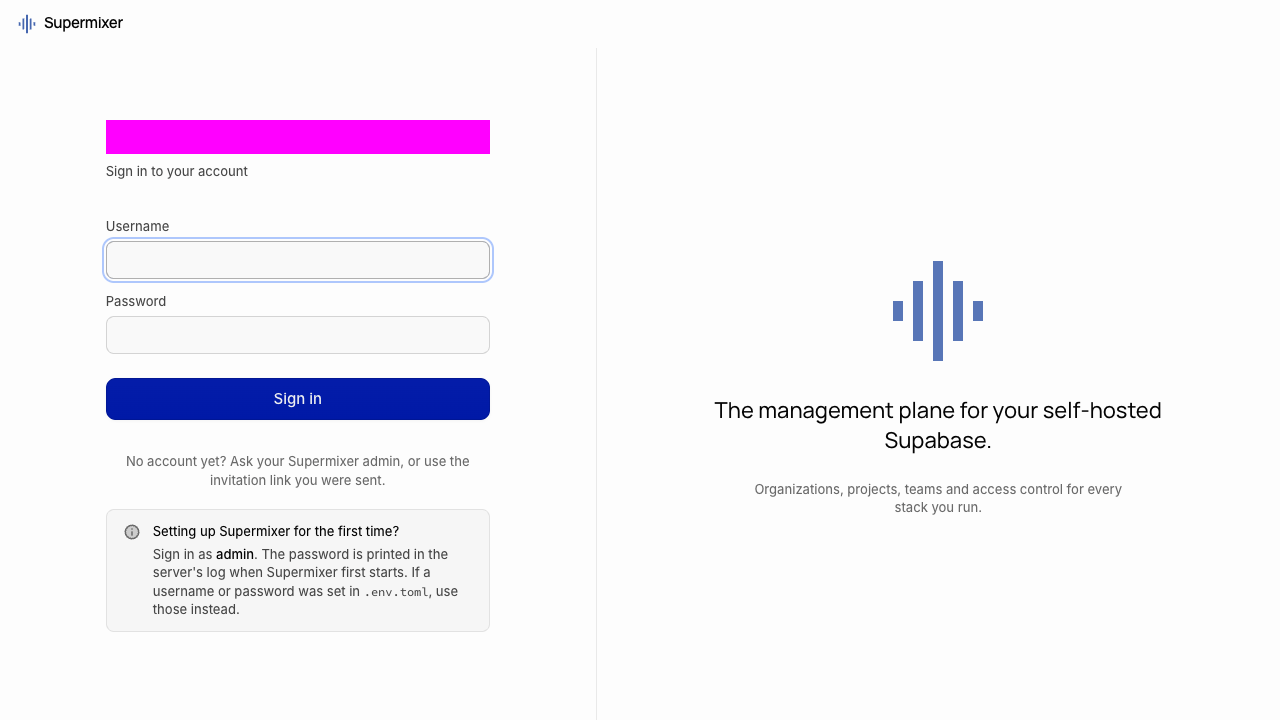 Supermixer
Sign in to your account
Username
Password
Sign in
No account yet? Ask your Supermixer admin, or use the
invitation link you were sent.
Setting up Supermixer for the first time?
Sign in as admin. The password is printed in the
server's log when Supermixer first starts. If a
username or password was set in .env.toml, use
those instead.
The management plane for your self-hosted
Supabase.
Organizations, projects, teams and access control for every
stack you run.